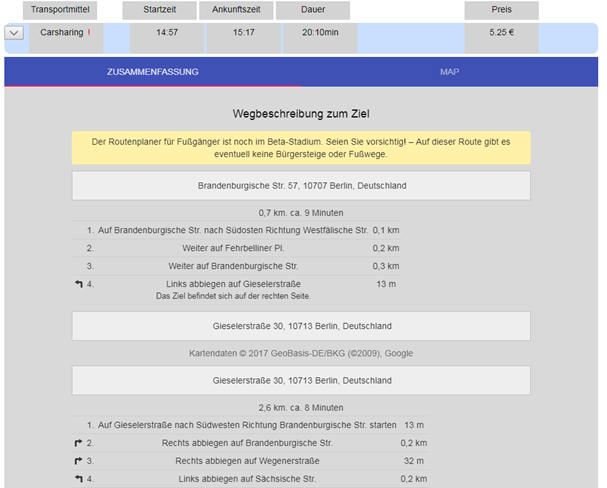 Transportmittel Startzeit Ankunftszeit Dauer Preis
Carsharing ! 14:57 15:17 20:10min 5.25 €
ZUSAMMENFASSUNG MAP
Wegbeschreibung zum Ziel
Der Routenplaner für Fußgänger ist noch im Beta-Stadium. Seien Sie vorsichtig! – Auf dieser Route gibt es
eventuell keine Bürgersteige oder Fußwege.
Brandenburgische Str. 57, 10707 Berlin, Deutschland
0,7 km. ca. 9 Minuten
1. Auf Brandenburgische Str. nach Südosten Richtung Westfälische Str. 0,1 km
2. Weiter auf Fehrbelliner Pl. 0,2 km
3. Weiter auf Brandenburgische Str. 0,3 km
4. Links abbiegen auf Gieselerstraße 13 m
Das Ziel befindet sich auf der rechten Seite.
Gieselerstraße 30, 10713 Berlin, Deutschland
Kartendaten © 2017 GeoBasis-DE/BKG (©2009), Google
Gieselerstraße 30, 10713 Berlin, Deutschland
2,6 km. ca. 8 Minuten
1. Auf Gieselerstraße nach Südwesten Richtung Brandenburgische Str. starten 13 m
2. Rechts abbiegen auf Brandenburgische Str. 0,2 km
3. Rechts abbiegen auf Wegenerstraße 32 m
4. Links abbiegen auf Sächsische Str. 0,2 km